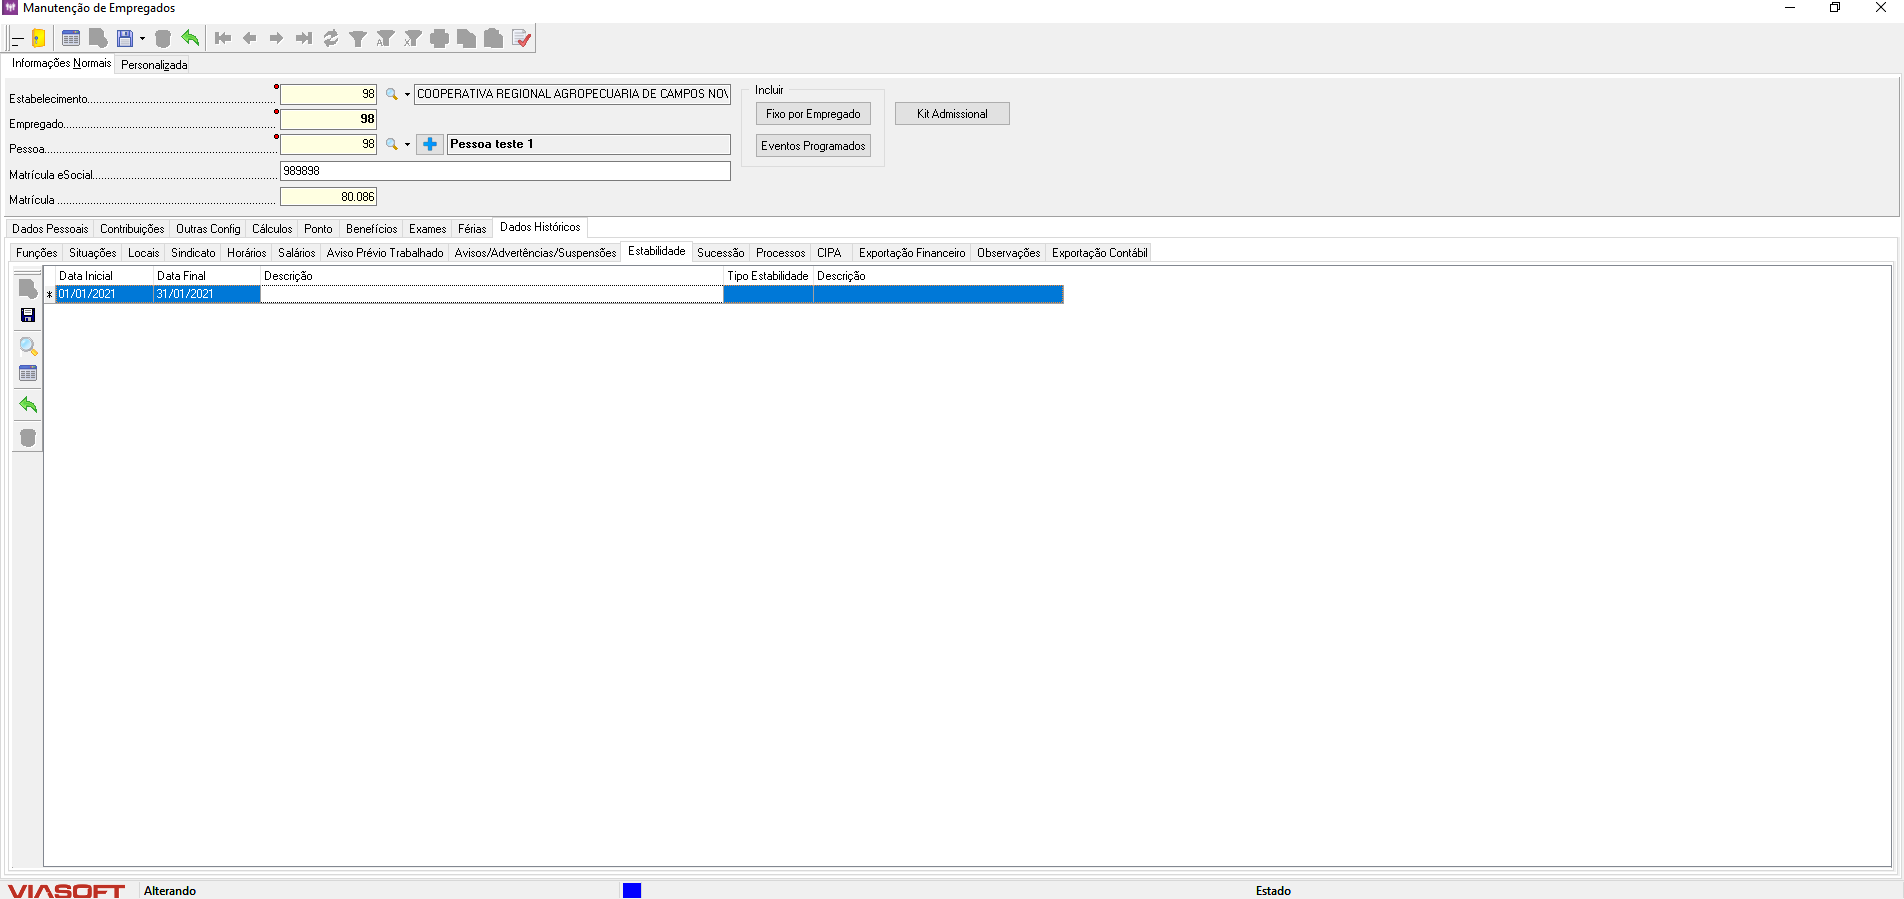 Manutenção de Empregados
Informações Normais Personalizada
Estabelecimento 98 COOPERATIVA REGIONAL AGROPECUARIA DE CAMPOS NOV
Empregado 98
Pessoa 98 Pessoa teste 1
Matrícula eSocial 989898
Matrícula 80.086
Incluir
Fixo por Empregado
Eventos Programados
Kit Admissional
Dados Pessoais Contribuições Outras Config Cálculos Ponto Benefícios Exames Férias Dados Históricos
Funções Situações Locais Sindicato Horários Salários Aviso Prévio Trabalhado Avisos/Advertências/Suspensões Estabilidade Sucessão Processos CIPA Exportação Financeiro Observações Exportação Contábil
Data Inicial Data Final Descrição Tipo Estabilidade Descrição
* 01/01/2021 31/01/2021
VIASOFT Alterando Estado